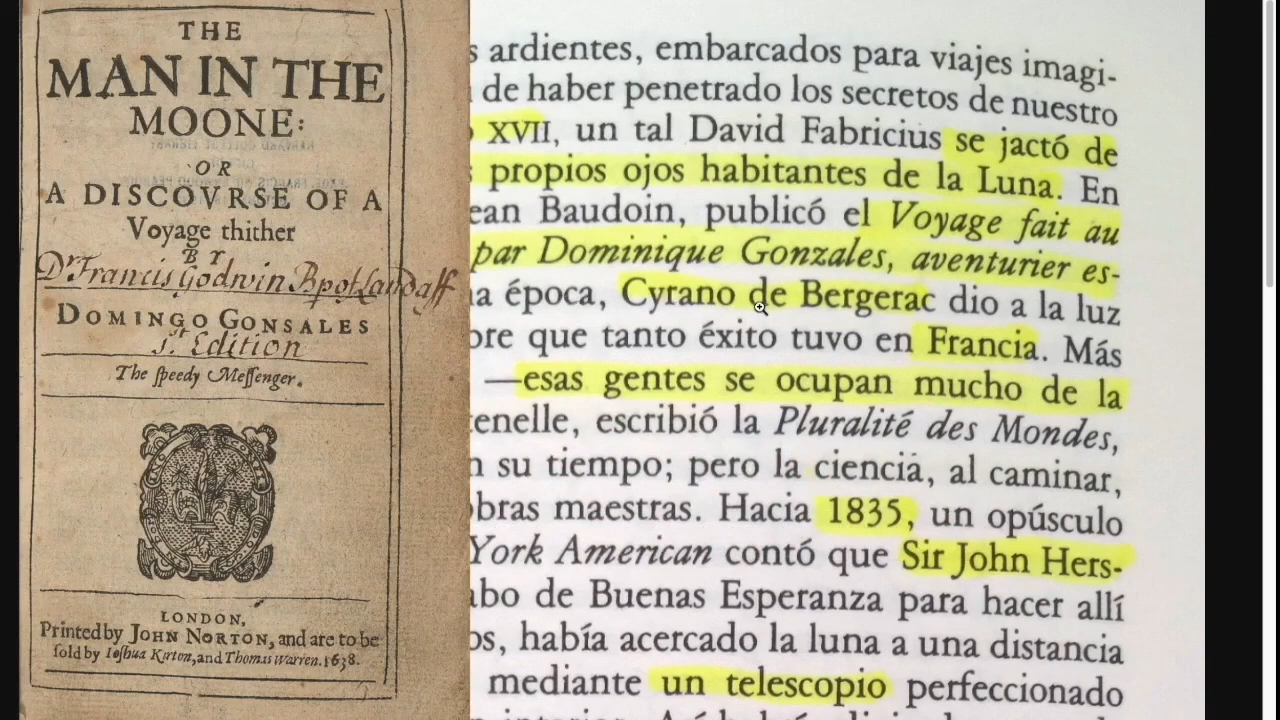 THE
MAN IN THE
MOONE:
OR
A DISCOVRSE OF A
Voyage thither
BY
Dr Francis Godwin Bp of Landaff
DOMINGO GONSALES
1st Edition
The speedy Messenger.
LONDON,
Printed by JOHN NORTON, and are to be
sold by Ioshua Kirton, and Thomas Warren. 1638.
s ardientes, embarcados para viajes imagi-
de haber penetrado los secretos de nuestro
XVII, un tal David Fabricius se jactó de
s propios ojos habitantes de la Luna. En
ean Baudoin, publicó el Voyage fait au
par Dominique Gonzales, aventurier es-
a época, Cyrano de Bergerac dio a la luz
bre que tanto éxito tuvo en Francia. Más
—esas gentes se ocupan mucho de la
tenelle, escribió la Pluralité des Mondes,
n su tiempo; pero la ciencia, al caminar,
obras maestras. Hacia 1835, un opúsculo
York American contó que Sir John Hers-
abo de Buenas Esperanza para hacer allí
os, había acercado la luna a una distancia
mediante un telescopio perfeccionado